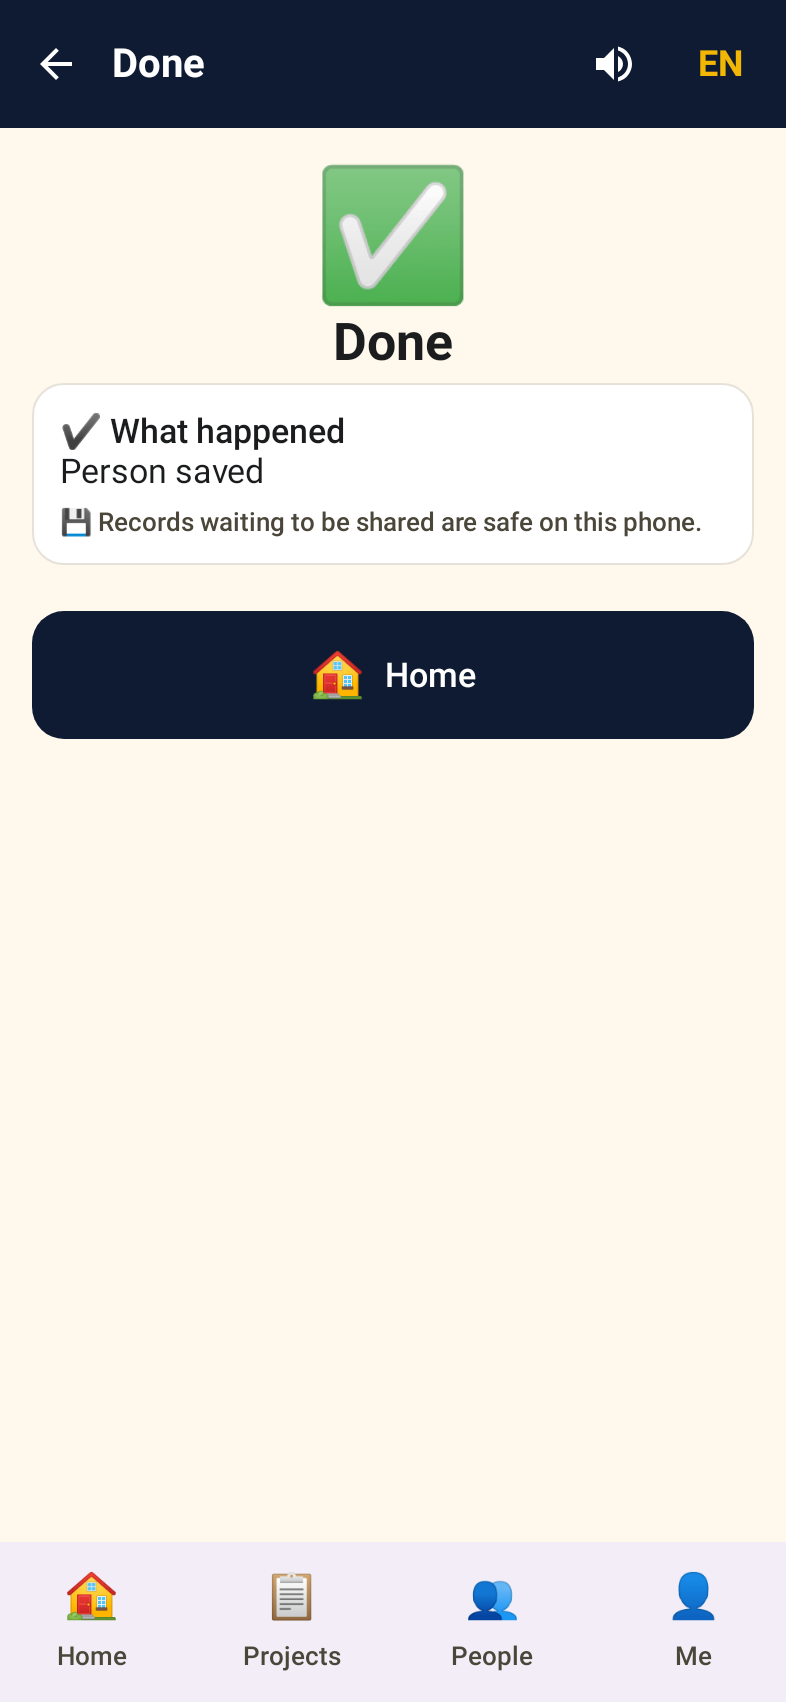 Done
EN
Done
What happened
Person saved
Records waiting to be shared are safe on this phone.
Home
Home
Projects
People
Me